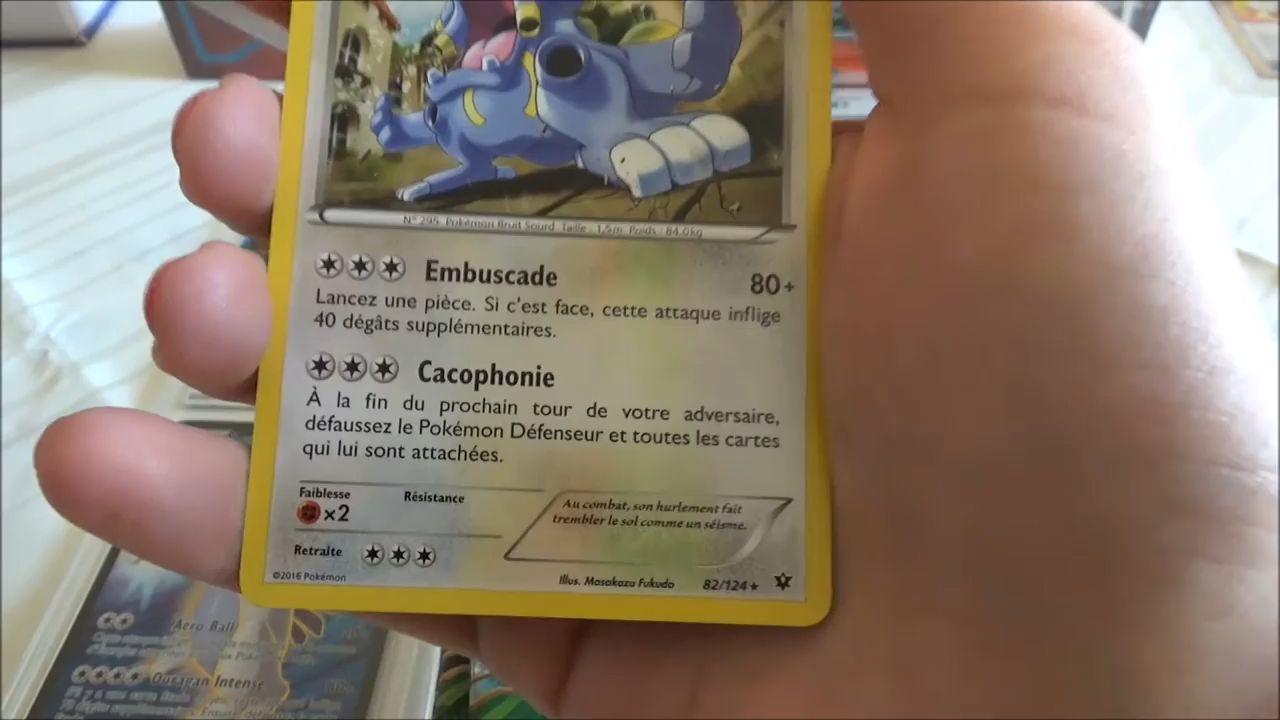 N° 295 Pokémon Bruit Sourd Taille : 1,5m Poids : 84.0kg
Embuscade 80+
Lancez une pièce. Si c'est face, cette attaque inflige
40 dégâts supplémentaires.
Cacophonie
À la fin du prochain tour de votre adversaire,
défaussez le Pokémon Défenseur et toutes les cartes
qui lui sont attachées.
Faiblesse Résistance
×2
Au combat, son hurlement fait
trembler le sol comme un séisme.
Retraite
©2016 Pokémon Illus. Masakazu Fukuda 82/124
Aero Ball
Ouragan Intense